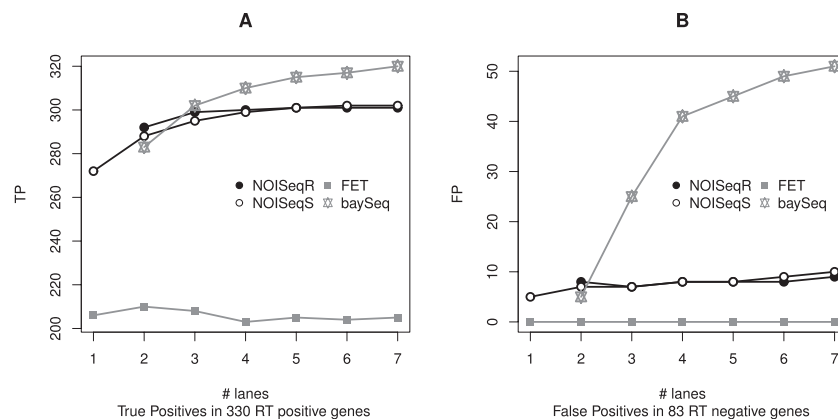 A
TP
320
300
280
260
240
220
200
NOISeqR
FET
NOISeqS
baySeq
1 2 3 4 5 6 7
# lanes
True Positives in 330 RT positive genes
B
FP
50
40
30
20
10
0
NOISeqR
FET
NOISeqS
baySeq
1 2 3 4 5 6 7
# lanes
False Positives in 83 RT negative genes